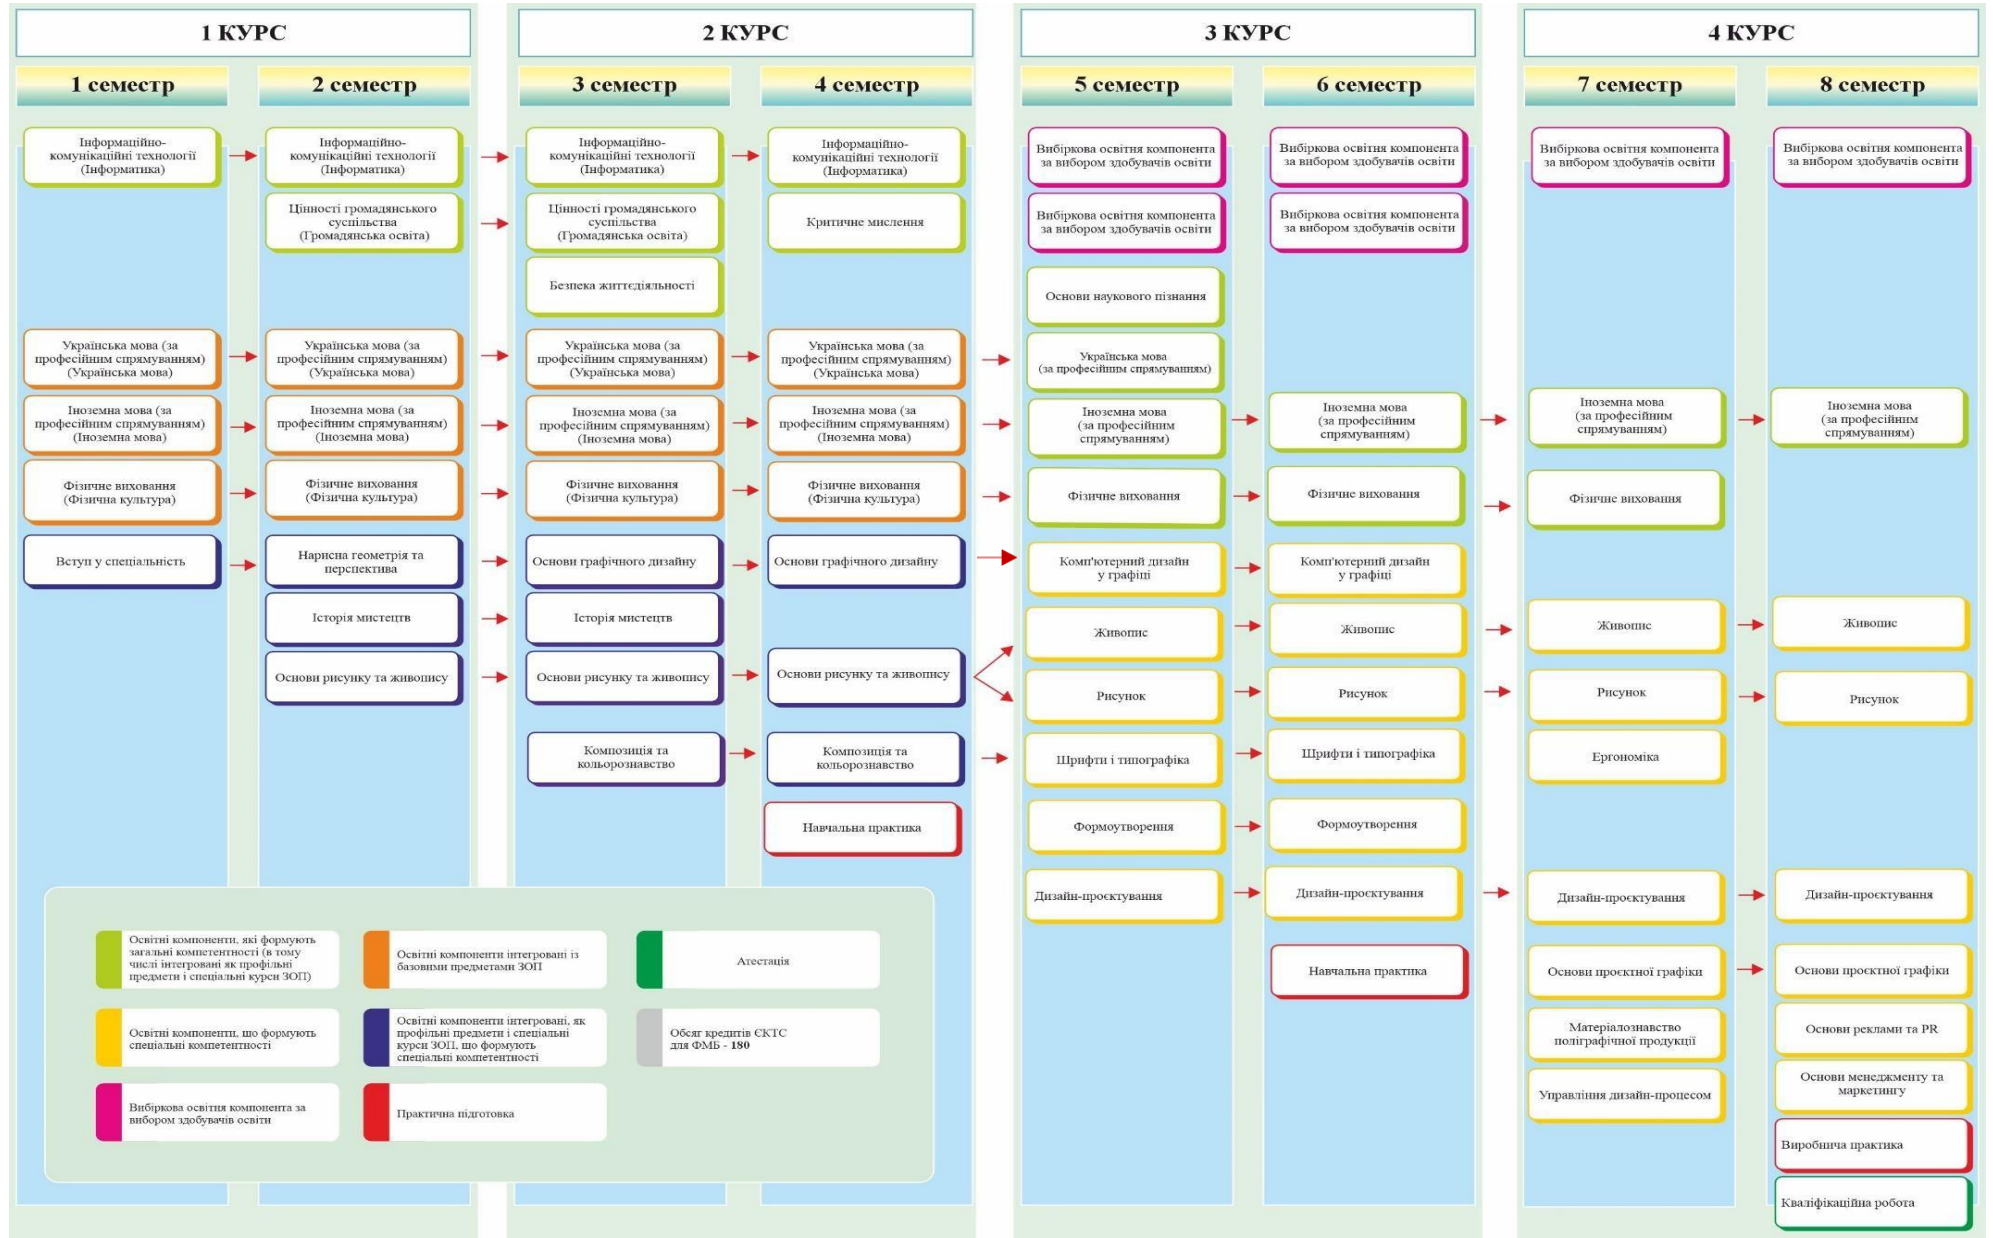 1 КУРС
2 КУРС
3 КУРС
4 КУРС
1 семестр
2 семестр
3 семестр
4 семестр
5 семестр
6 семестр
7 семестр
8 семестр
Інформаційно-
комунікаційні технології
(Інформатика)
Українська мова (за
професійним спрямуванням)
(Українська мова)
Іноземна мова (за
професійним спрямуванням)
(Іноземна мова)
Фізичне виховання
(Фізична культура)
Вступ у спеціальність
Інформаційно-
комунікаційні технології
(Інформатика)
Цінності громадянського
суспільства
(Громадянська освіта)
Українська мова (за
професійним спрямуванням)
(Українська мова)
Іноземна мова (за
професійним спрямуванням)
(Іноземна мова)
Фізичне виховання
(Фізична культура)
Нарисна геометрія та
перспектива
Історія мистецтв
Основи рисунку та живопису
Інформаційно-
комунікаційні технології
(Інформатика)
Цінності громадянського
суспільства
(Громадянська освіта)
Безпека життєдіяльності
Українська мова (за
професійним спрямуванням)
(Українська мова)
Іноземна мова (за
професійним спрямуванням)
(Іноземна мова)
Фізичне виховання
(Фізична культура)
Основи графічного дизайну
Історія мистецтв
Основи рисунку та живопису
Композиція та
кольорознавство
Інформаційно-
комунікаційні технології
(Інформатика)
Критичне мислення
Українська мова (за
професійним спрямуванням)
(Українська мова)
Іноземна мова (за
професійним спрямуванням)
(Іноземна мова)
Фізичне виховання
(Фізична культура)
Основи графічного дизайну
Основи рисунку та живопису
Композиція та
кольорознавство
Навчальна практика
Вибіркова освітня компонента
за вибором здобувачів освіти
Вибіркова освітня компонента
за вибором здобувачів освіти
Основи наукового пізнання
Українська мова
(за професійним спрямуванням)
Іноземна мова
(за професійним
спрямуванням)
Фізичне виховання
Комп'ютерний дизайн
у графіці
Живопис
Рисунок
Шрифти і типографіка
Формоутворення
Дизайн-проєктування
Вибіркова освітня компонента
за вибором здобувачів освіти
Вибіркова освітня компонента
за вибором здобувачів освіти
Іноземна мова
(за професійним
спрямуванням)
Фізичне виховання
Комп'ютерний дизайн
у графіці
Живопис
Рисунок
Шрифти і типографіка
Формоутворення
Дизайн-проєктування
Навчальна практика
Вибіркова освітня компонента
за вибором здобувачів освіти
Іноземна мова
(за професійним
спрямуванням)
Фізичне виховання
Живопис
Рисунок
Ергономіка
Дизайн-проєктування
Основи проєктної графіки
Матеріалознавство
поліграфічної продукції
Управління дизайн-процесом
Вибіркова освітня компонента
за вибором здобувачів освіти
Іноземна мова
(за професійним
спрямуванням)
Живопис
Рисунок
Дизайн-проєктування
Основи проєктної графіки
Основи реклами та PR
Основи менеджменту та
маркетингу
Виробнича практика
Кваліфікаційна робота
Освітні компоненти, які формують
загальні компетентності (в тому
числі інтегровані як профільні
предмети і спеціальні курси ЗОП)
Освітні компоненти, що формують
спеціальні компетентності
Вибіркова освітня компонента за
вибором здобувачів освіти
Освітні компоненти інтегровані із
базовими предметами ЗОП
Освітні компоненти інтегровані, як
профільні предмети і спеціальні
курси ЗОП, що формують
спеціальні компетентності
Практична підготовка
Атестація
Обсяг кредитів ЄКТС
для ФМБ - 180